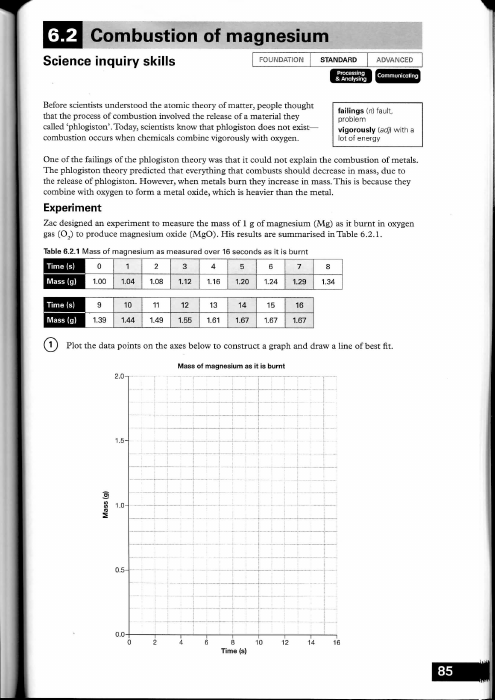 6.2 Combustion of magnesium
Science inquiry skills
FOUNDATION STANDARD ADVANCED
Processing & Analysing Communicating
Before scientists understood the atomic theory of matter, people thought
that the process of combustion involved the release of a material they
called 'phlogiston'. Today, scientists know that phlogiston does not exist—
combustion occurs when chemicals combine vigorously with oxygen.
failings (n) fault,
problem
vigorously (adj) with a
lot of energy
One of the failings of the phlogiston theory was that it could not explain the combustion of metals.
The phlogiston theory predicted that everything that combusts should decrease in mass, due to
the release of phlogiston. However, when metals burn they increase in mass. This is because they
combine with oxygen to form a metal oxide, which is heavier than the metal.
Experiment
Zac designed an experiment to measure the mass of 1 g of magnesium (Mg) as it burnt in oxygen
gas (O₂) to produce magnesium oxide (MgO). His results are summarised in Table 6.2.1.
Table 6.2.1 Mass of magnesium as measured over 16 seconds as it is burnt
Time (s) 0 1 2 3 4 5 6 7 8
Mass (g) 1.00 1.04 1.08 1.12 1.16 1.20 1.24 1.29 1.34
Time (s) 9 10 11 12 13 14 15 16
Mass (g) 1.39 1.44 1.49 1.55 1.61 1.67 1.67 1.67
1 Plot the data points on the axes below to construct a graph and draw a line of best fit.
Mass of magnesium as it is burnt
2.0
1.5
Mass (g)
1.0
0.5
0.0
0 2 4 6 8 10 12 14 16
Time (s)
85